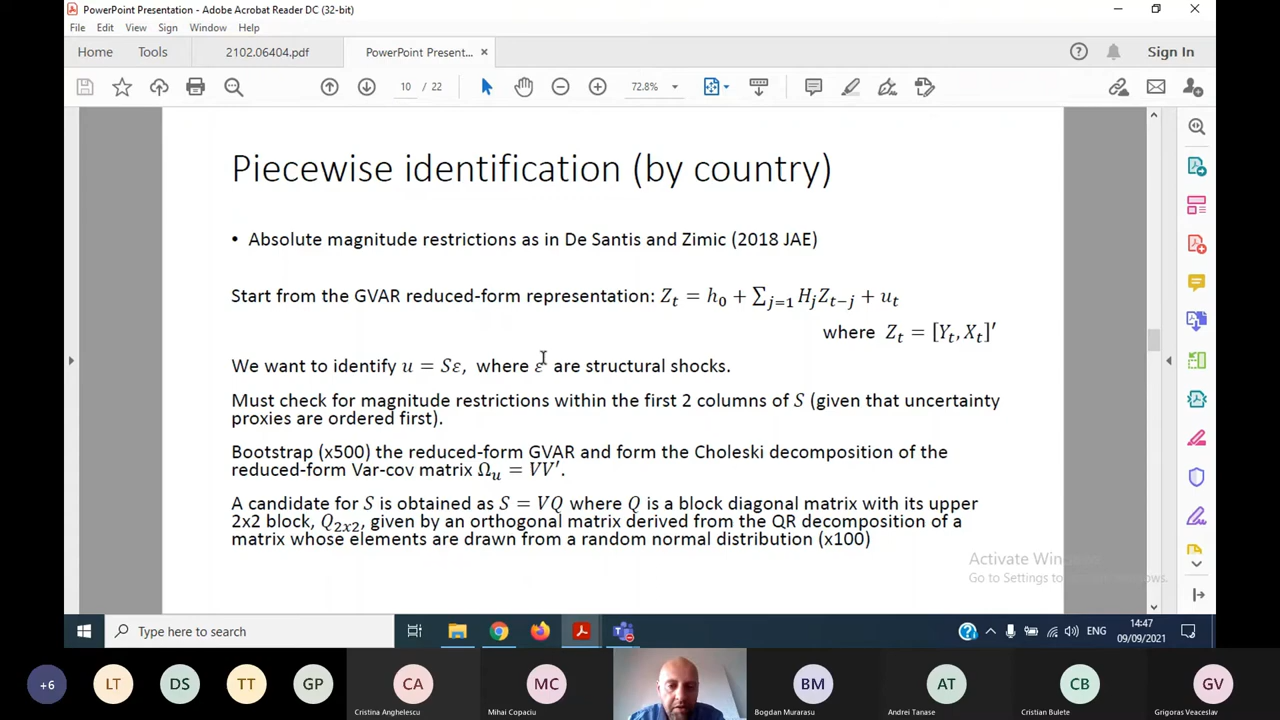 PowerPoint Presentation - Adobe Acrobat Reader DC (32-bit)
File Edit View Sign Window Help
Home Tools 2102.06404.pdf PowerPoint Present... × Sign In
10 / 22 72.8%
Piecewise identification (by country)
• Absolute magnitude restrictions as in De Santis and Zimic (2018 JAE)
Start from the GVAR reduced-form representation: Z_t = h_0 + ∑_{j=1} H_j Z_{t−j} + u_t
where Z_t = [Y_t, X_t]′
We want to identify u = Sε, where ε are structural shocks.
Must check for magnitude restrictions within the first 2 columns of S (given that uncertainty
proxies are ordered first).
Bootstrap (x500) the reduced-form GVAR and form the Choleski decomposition of the
reduced-form Var-cov matrix Ω_u = VV′.
A candidate for S is obtained as S = VQ where Q is a block diagonal matrix with its upper
2x2 block, Q_{2x2}, given by an orthogonal matrix derived from the QR decomposition of a
matrix whose elements are drawn from a random normal distribution (x100)
Activate Windows
Go to Settings to activate Windows.
Type here to search
ENG
14:47
09/09/2021
+6 LT DS TT GP CA MC BM AT CB GV
Cristina Anghelescu Mihai Copaciu Bogdan Murarasu Andrei Tanase Cristian Bulete Grigoras Veaceslav